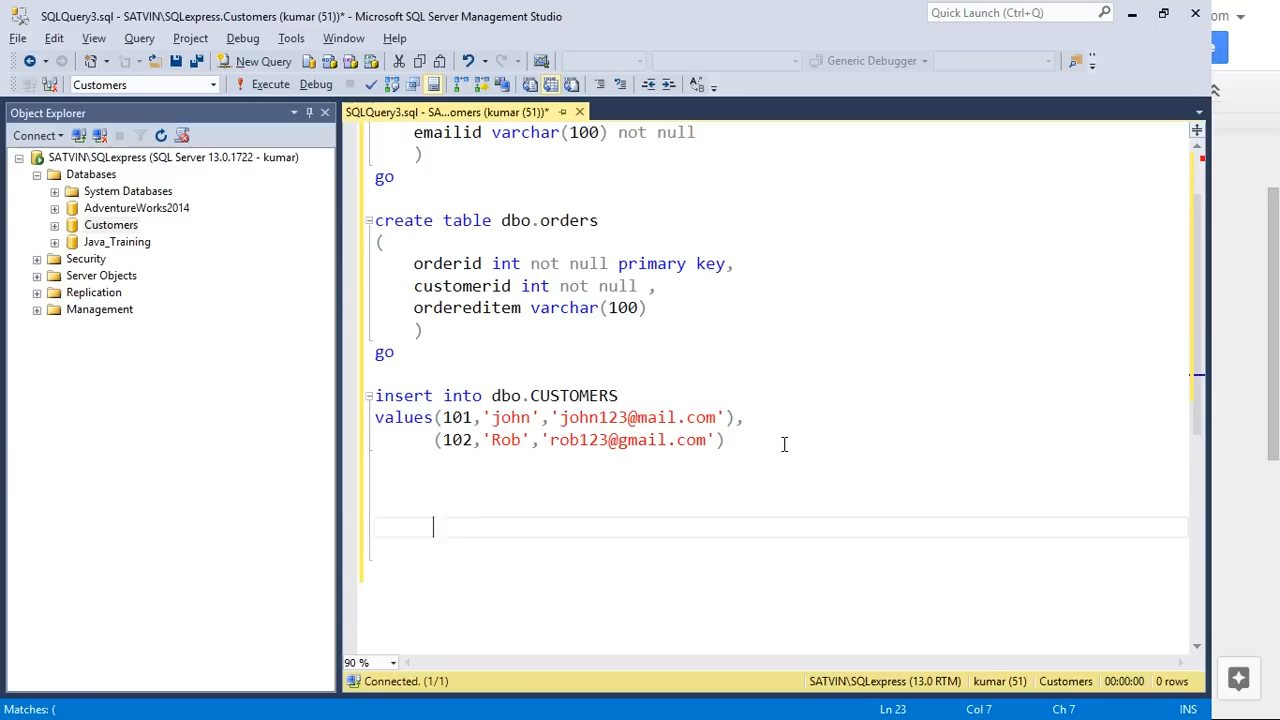 SQLQuery3.sql - SATVIN\SQLexpress.Customers (kumar (51))* - Microsoft SQL Server Management Studio
Quick Launch (Ctrl+Q)
om
File Edit View Query Project Debug Tools Window Help
New Query
Generic Debugger
Customers
Execute Debug
Object Explorer
SQLQuery3.sql - SA...omers (kumar (51))*
Connect
SATVIN\SQLexpress (SQL Server 13.0.1722 - kumar)
Databases
System Databases
AdventureWorks2014
Customers
Java_Training
Security
Server Objects
Replication
Management
emailid varchar(100) not null
)
go
create table dbo.orders
(
orderid int not null primary key,
customerid int not null ,
ordereditem varchar(100)
)
go
insert into dbo.CUSTOMERS
values(101,'john','john123@mail.com'),
(102,'Rob','rob123@gmail.com')
90 %
Connected. (1/1)
SATVIN\SQLexpress (13.0 RTM) kumar (51) Customers 00:00:00 0 rows
Matches: (
Ln 23 Col 7 Ch 7 INS